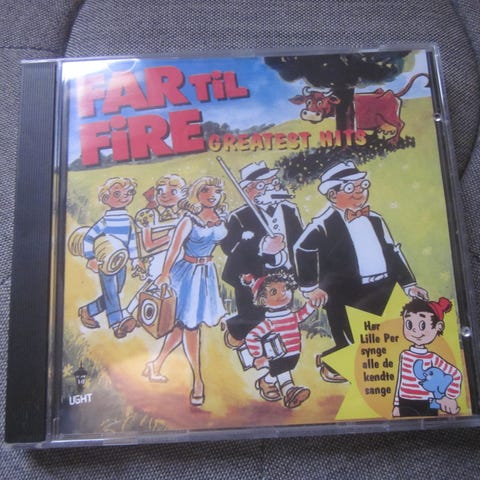 FAR TiL
FiRE
GREATEST HITS
Hør
Lille Per
synge
alle de
kendte
sange
LIGHT